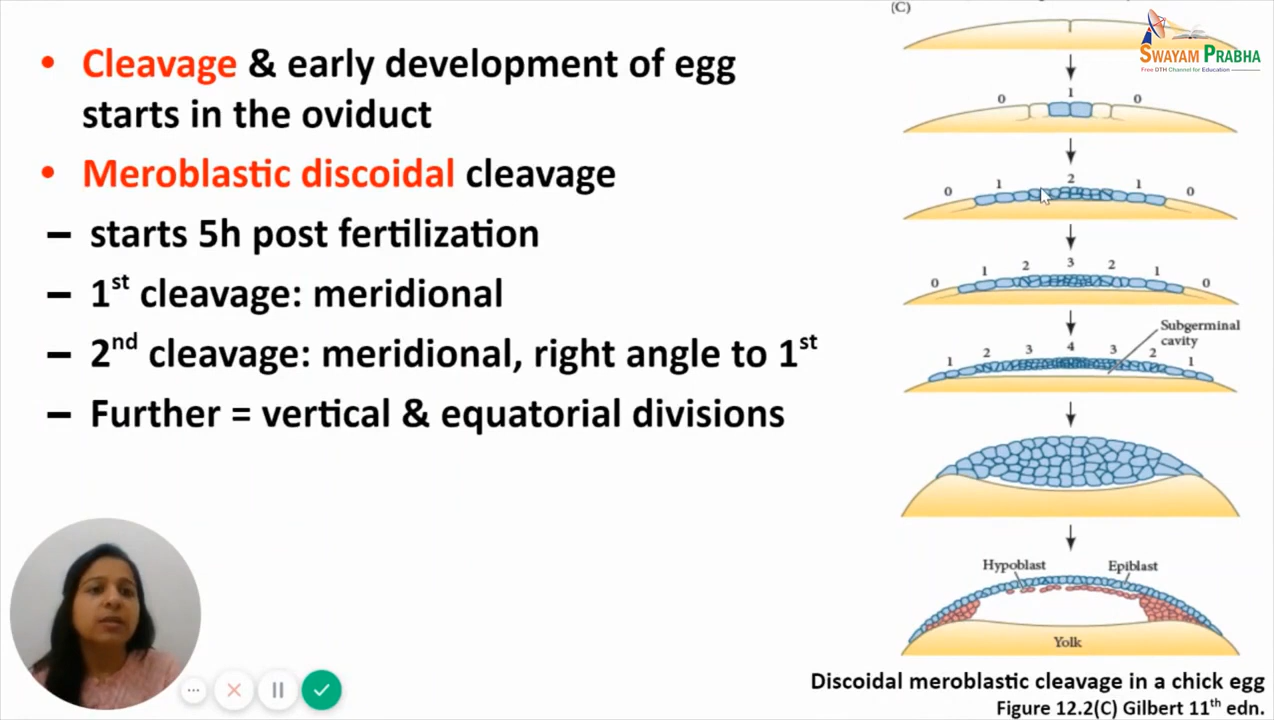 • Cleavage & early development of egg
starts in the oviduct
• Meroblastic discoidal cleavage
– starts 5h post fertilization
– 1st cleavage: meridional
– 2nd cleavage: meridional, right angle to 1st
– Further = vertical & equatorial divisions
(C)
SWAYAM PRABHA
Free DTH Channel for Education
0 1 0
0 1 2 1 0
0 1 2 3 2 1 0
Subgerminal
cavity
1 2 3 4 3 2 1
Hypoblast Epiblast
Yolk
Discoidal meroblastic cleavage in a chick egg
Figure 12.2(C) Gilbert 11th edn.